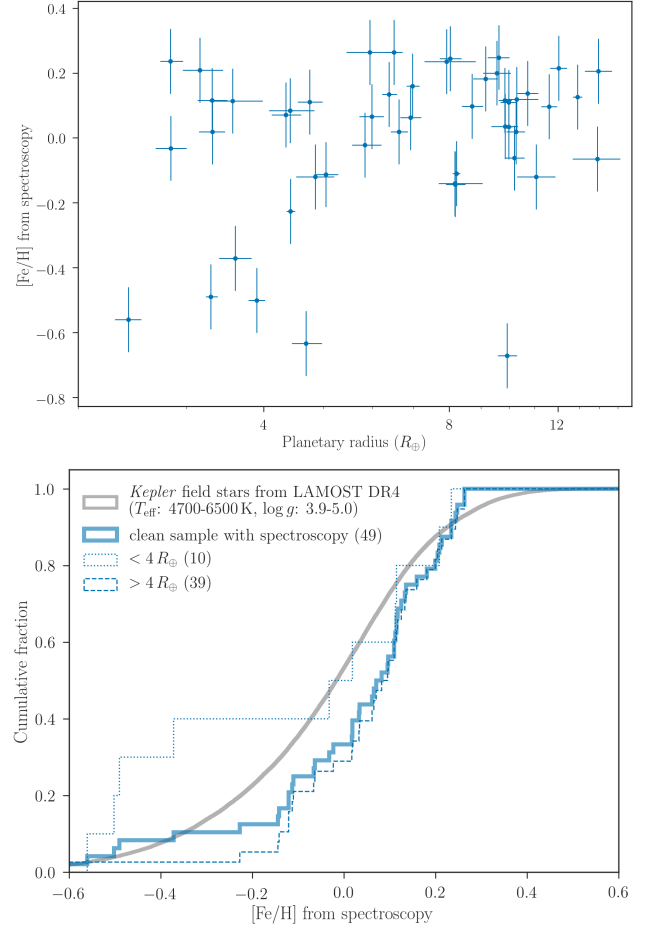 0.4
0.2
0.0
−0.2
−0.4
−0.6
−0.8
[Fe/H] from spectroscopy
4
8
12
Planetary radius (R⊕)
1.0
0.8
0.6
0.4
0.2
0.0
Cumulative fraction
Kepler field stars from LAMOST DR4
(Teff: 4700-6500 K, log g: 3.9-5.0)
clean sample with spectroscopy (49)
< 4 R⊕ (10)
> 4 R⊕ (39)
−0.6
−0.4
−0.2
0.0
0.2
0.4
0.6
[Fe/H] from spectroscopy